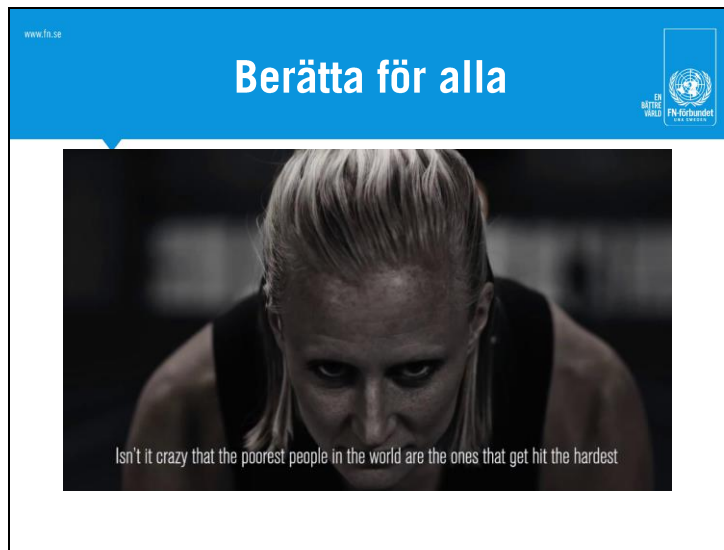 www.fn.se
Berätta för alla
EN
BÄTTRE
VÄRLD
FN-förbundet
UNA SWEDEN
Isn't it crazy that the poorest people in the world are the ones that get hit the hardest